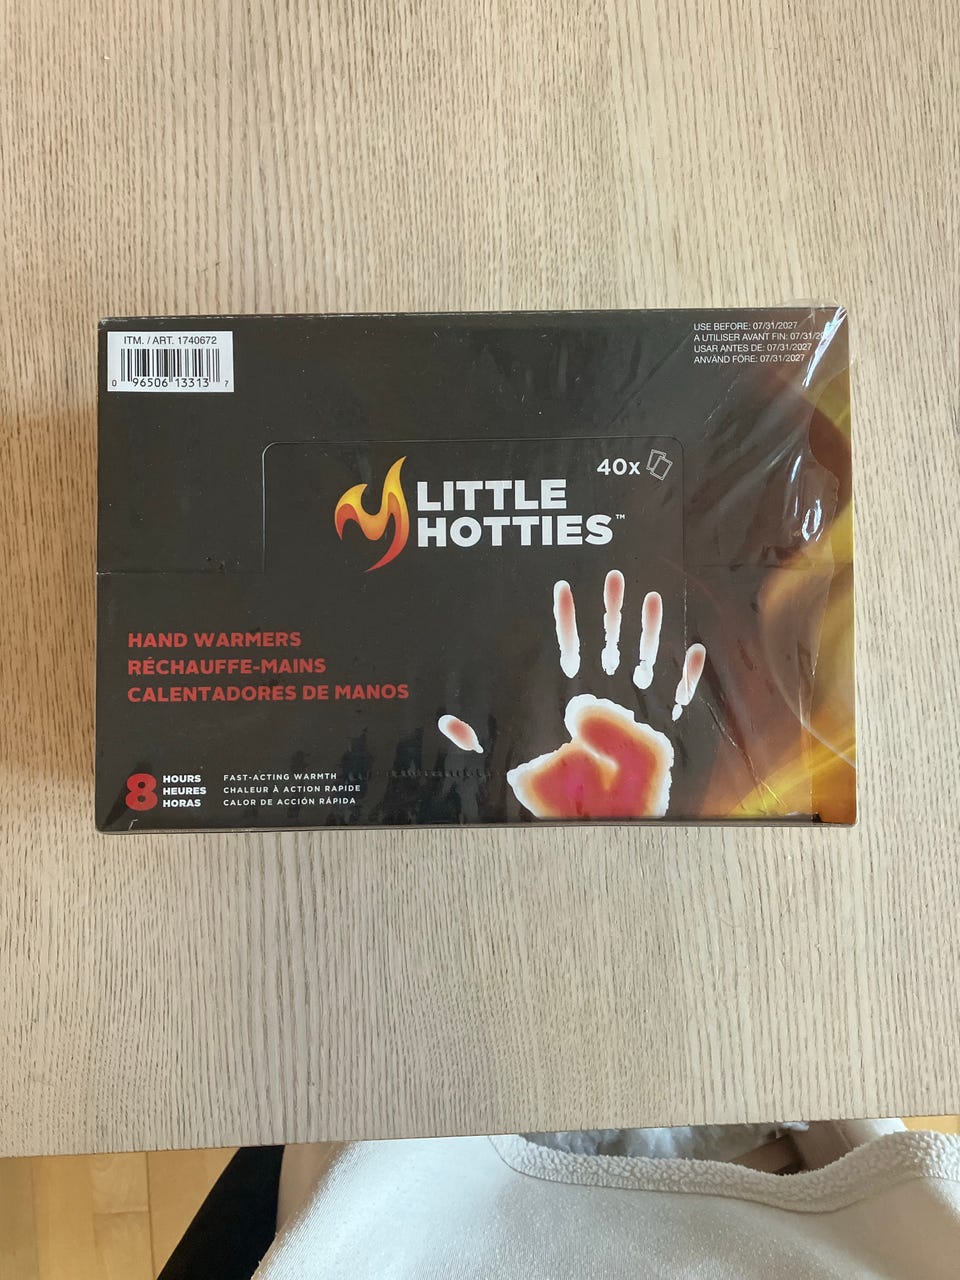 ITM. / ART. 1740672
0 96506 13313 7
USE BEFORE: 07/31/2027
A UTILISER AVANT FIN: 07/31/20
USAR ANTES DE: 07/31/2027
ANVÄND FÖRE: 07/31/2027
40x
LITTLE
HOTTIES™
HAND WARMERS
RÉCHAUFFE-MAINS
CALENTADORES DE MANOS
8 HOURS
HEURES
HORAS
FAST-ACTING WARMTH
CHALEUR À ACTION RAPIDE
CALOR DE ACCIÓN RÁPIDA